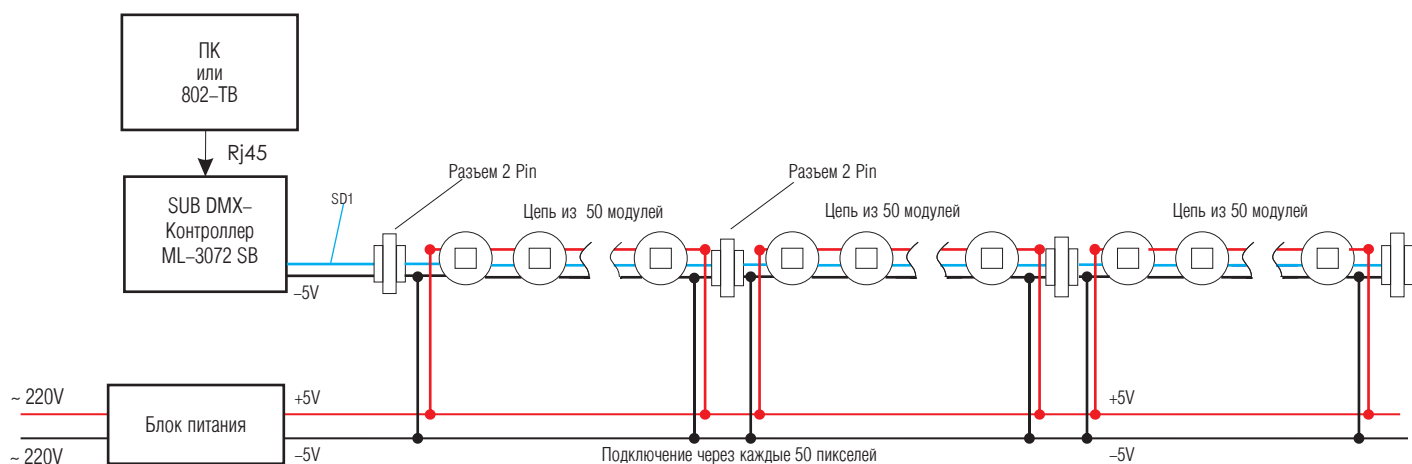 ПК
или
802–ТВ
Rj45
SUB DMX–
Контроллер
ML–3072 SB
SD1
–5V
Разъем 2 Pin
Разъем 2 Pin
Цепь из 50 модулей
Цепь из 50 модулей
Цепь из 50 модулей
~ 220V
~ 220V
Блок питания
+5V
–5V
Подключение через каждые 50 пикселей
+5V
–5V